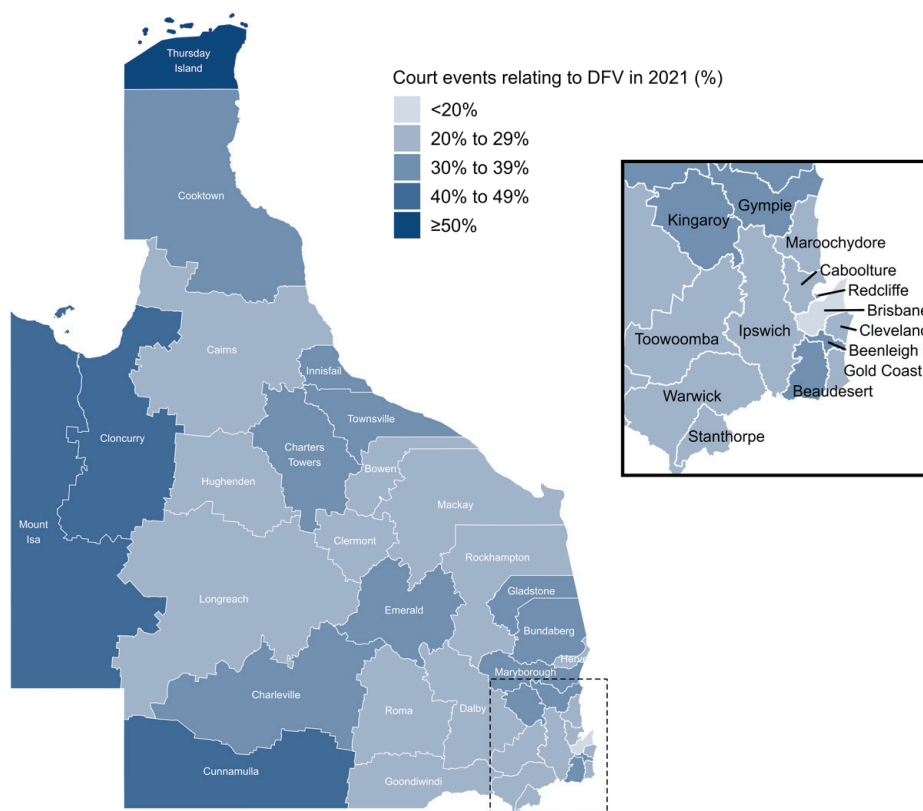 Thursday
Island
Court events relating to DFV in 2021 (%)
<20%
20% to 29%
30% to 39%
40% to 49%
≥50%
Cooktown
Kingaroy
Gympie
Maroochydore
Caboolture
Redcliffe
Brisbane
Cleveland
Beenleigh
Gold Coast
Beaudesert
Toowoomba
Ipswich
Warwick
Stanthorpe
Cairns
Innisfail
Townsville
Cloncurry
Charters
Towers
Bowen
Hughenden
Mackay
Mount
Isa
Clermont
Rockhampton
Longreach
Emerald
Gladstone
Bundaberg
Herve
Maryborough
Charleville
Roma
Dalby
Cunnamulla
Goondiwindi